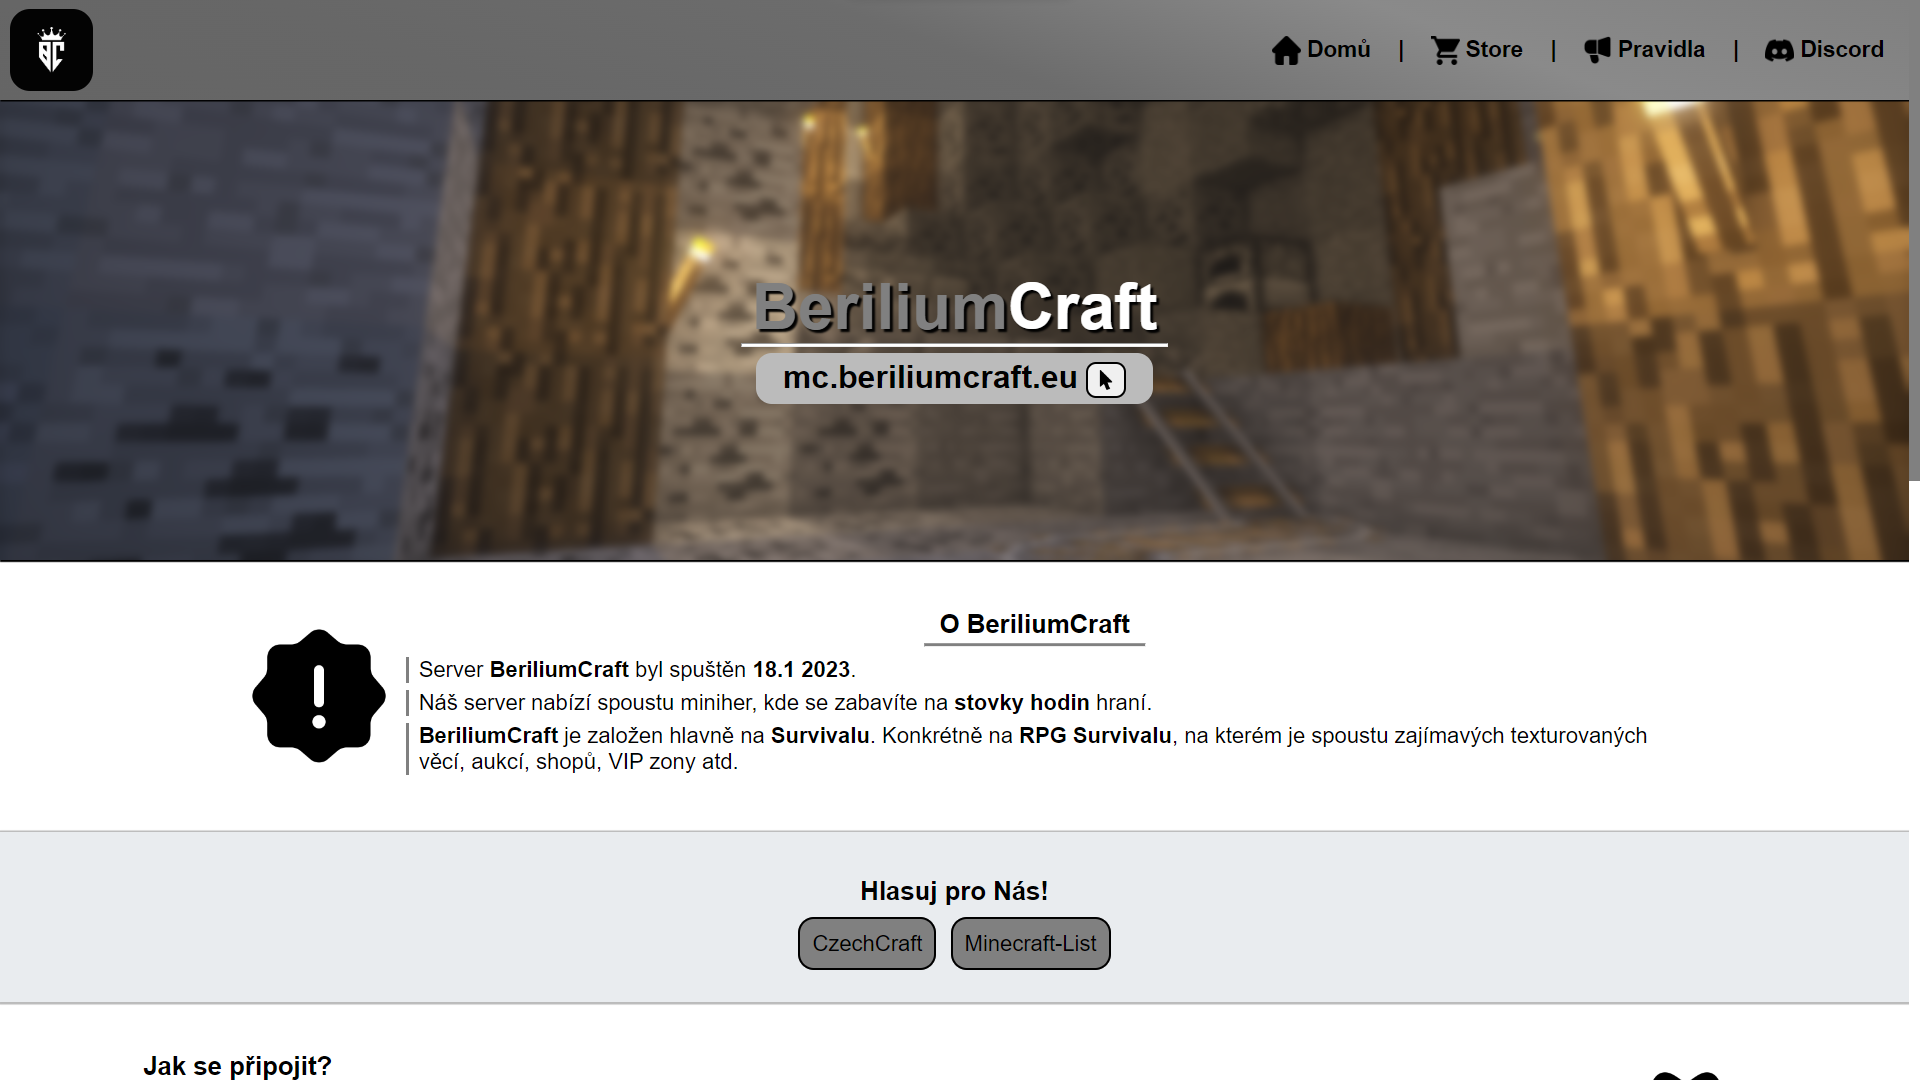 BC
Domů | Store | Pravidla | Discord
BeriliumCraft
mc.beriliumcraft.eu
O BeriliumCraft
Server BeriliumCraft byl spuštěn 18.1 2023.
Náš server nabízí spoustu miniher, kde se zabavíte na stovky hodin hraní.
BeriliumCraft je založen hlavně na Survivalu. Konkrétně na RPG Survivalu, na kterém je spoustu zajímavých texturovaných
věcí, aukcí, shopů, VIP zony atd.
Hlasuj pro Nás!
CzechCraft Minecraft-List
Jak se připojit?